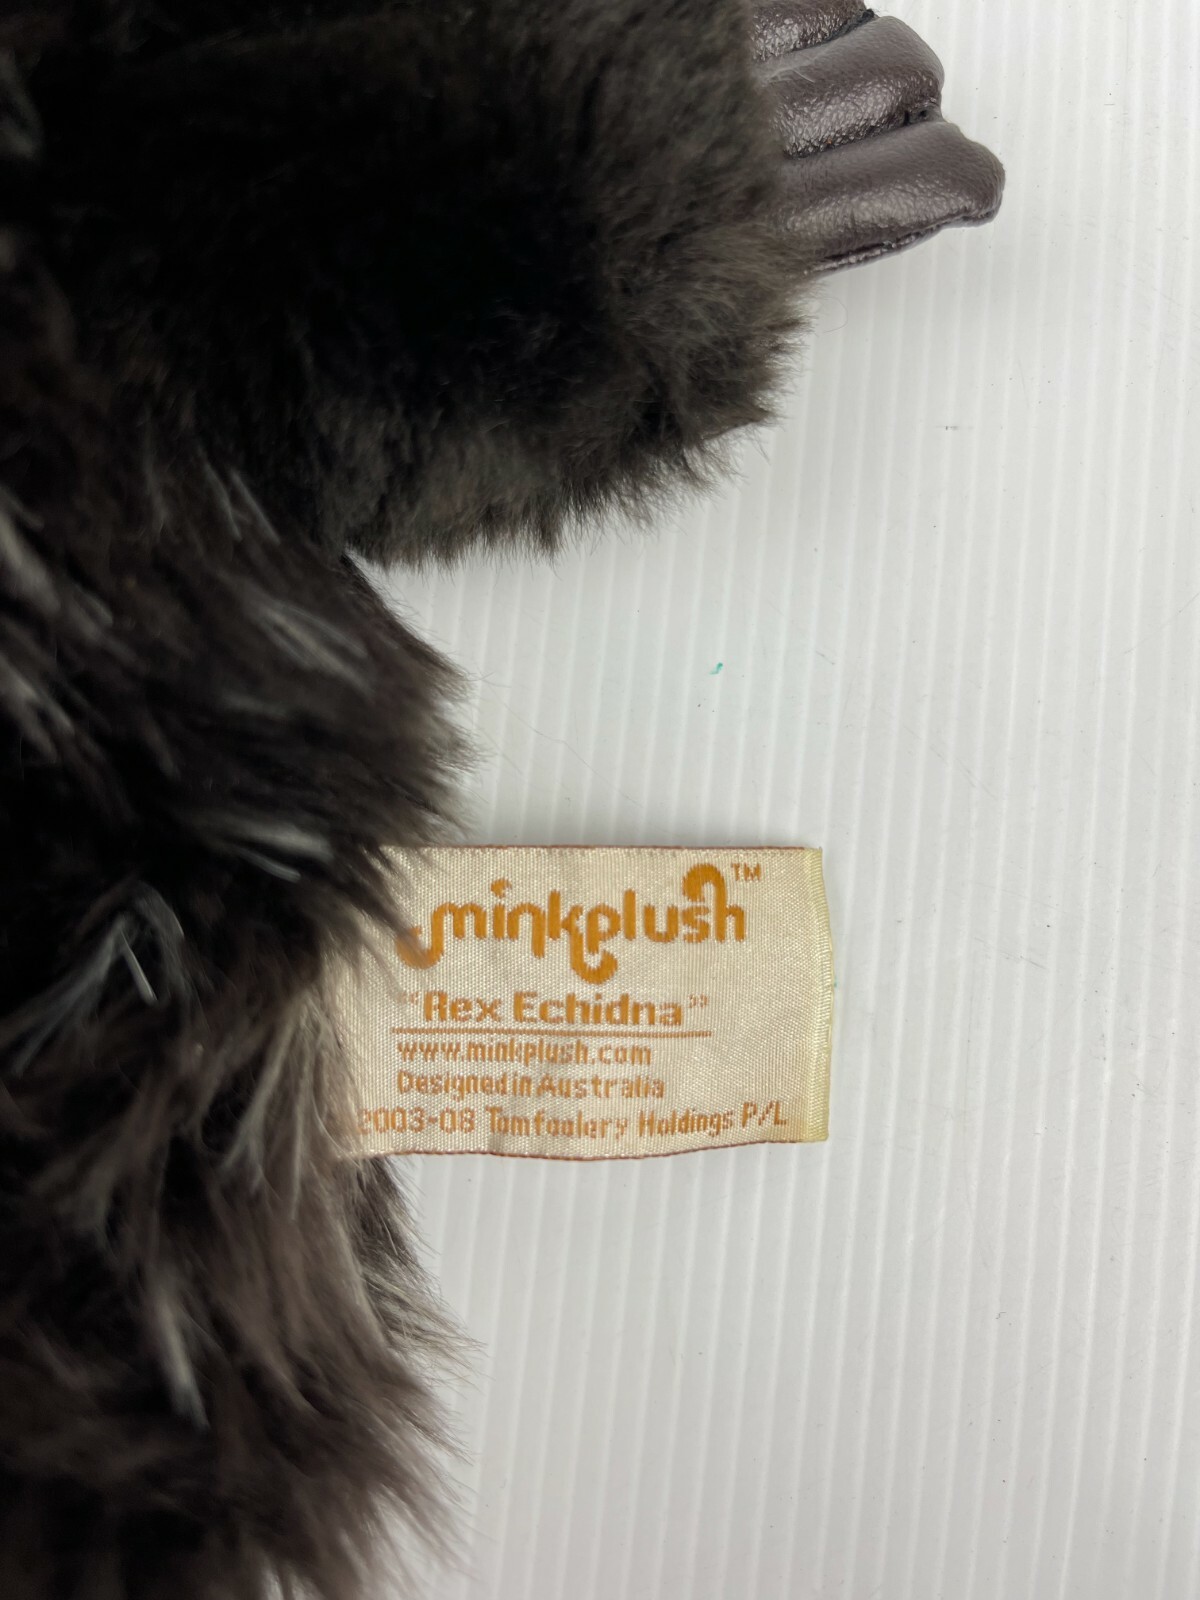 minkplush™
"Rex Echidna"
www.minkplush.com
Designed in Australia
2003-08 Tomfoolery Holdings P/L